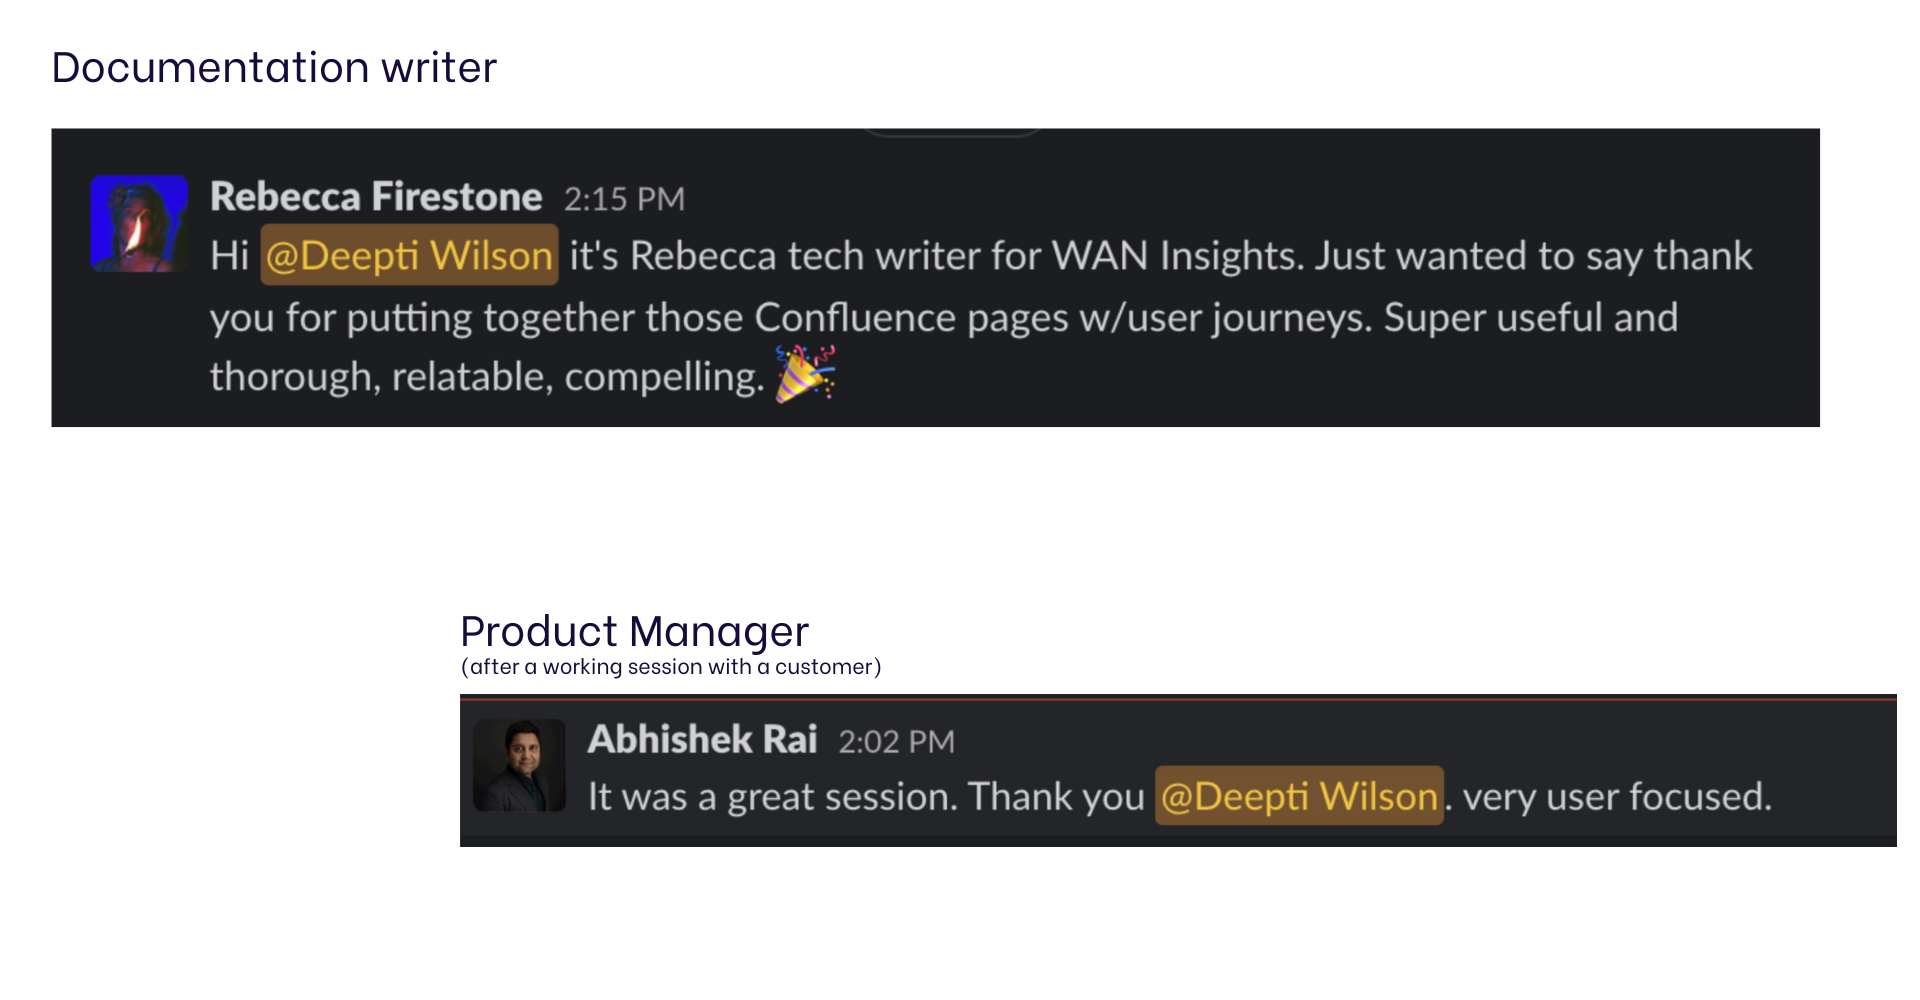 Documentation writer
Rebecca Firestone 2:15 PM
Hi @Deepti Wilson it's Rebecca tech writer for WAN Insights. Just wanted to say thank
you for putting together those Confluence pages w/user journeys. Super useful and
thorough, relatable, compelling. 🎉
Product Manager
(after a working session with a customer)
Abhishek Rai 2:02 PM
It was a great session. Thank you @Deepti Wilson. very user focused.